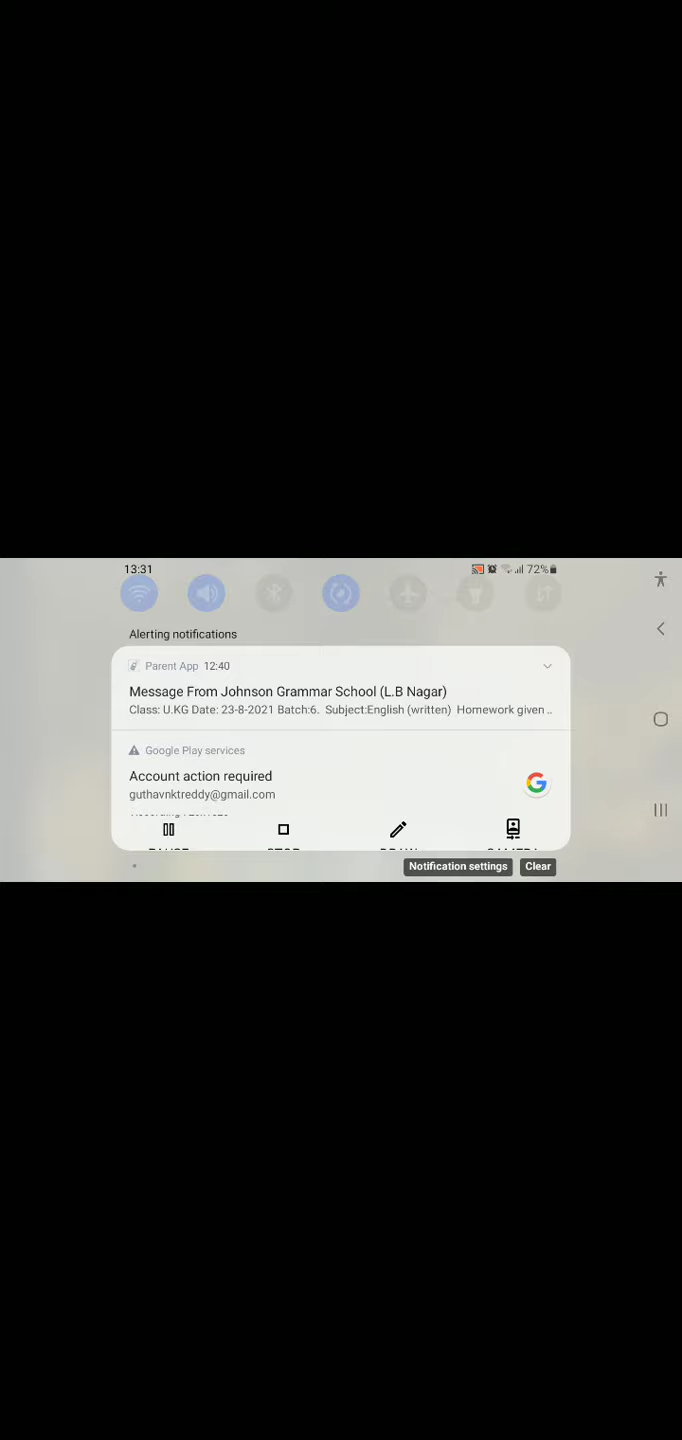 13:31
72%
Alerting notifications
Parent App 12:40
Message From Johnson Grammar School (L.B Nagar)
Class: U.KG Date: 23-8-2021 Batch:6. Subject:English (written) Homework given ..
Google Play services
Account action required
guthavnktreddy@gmail.com
Notification settings Clear